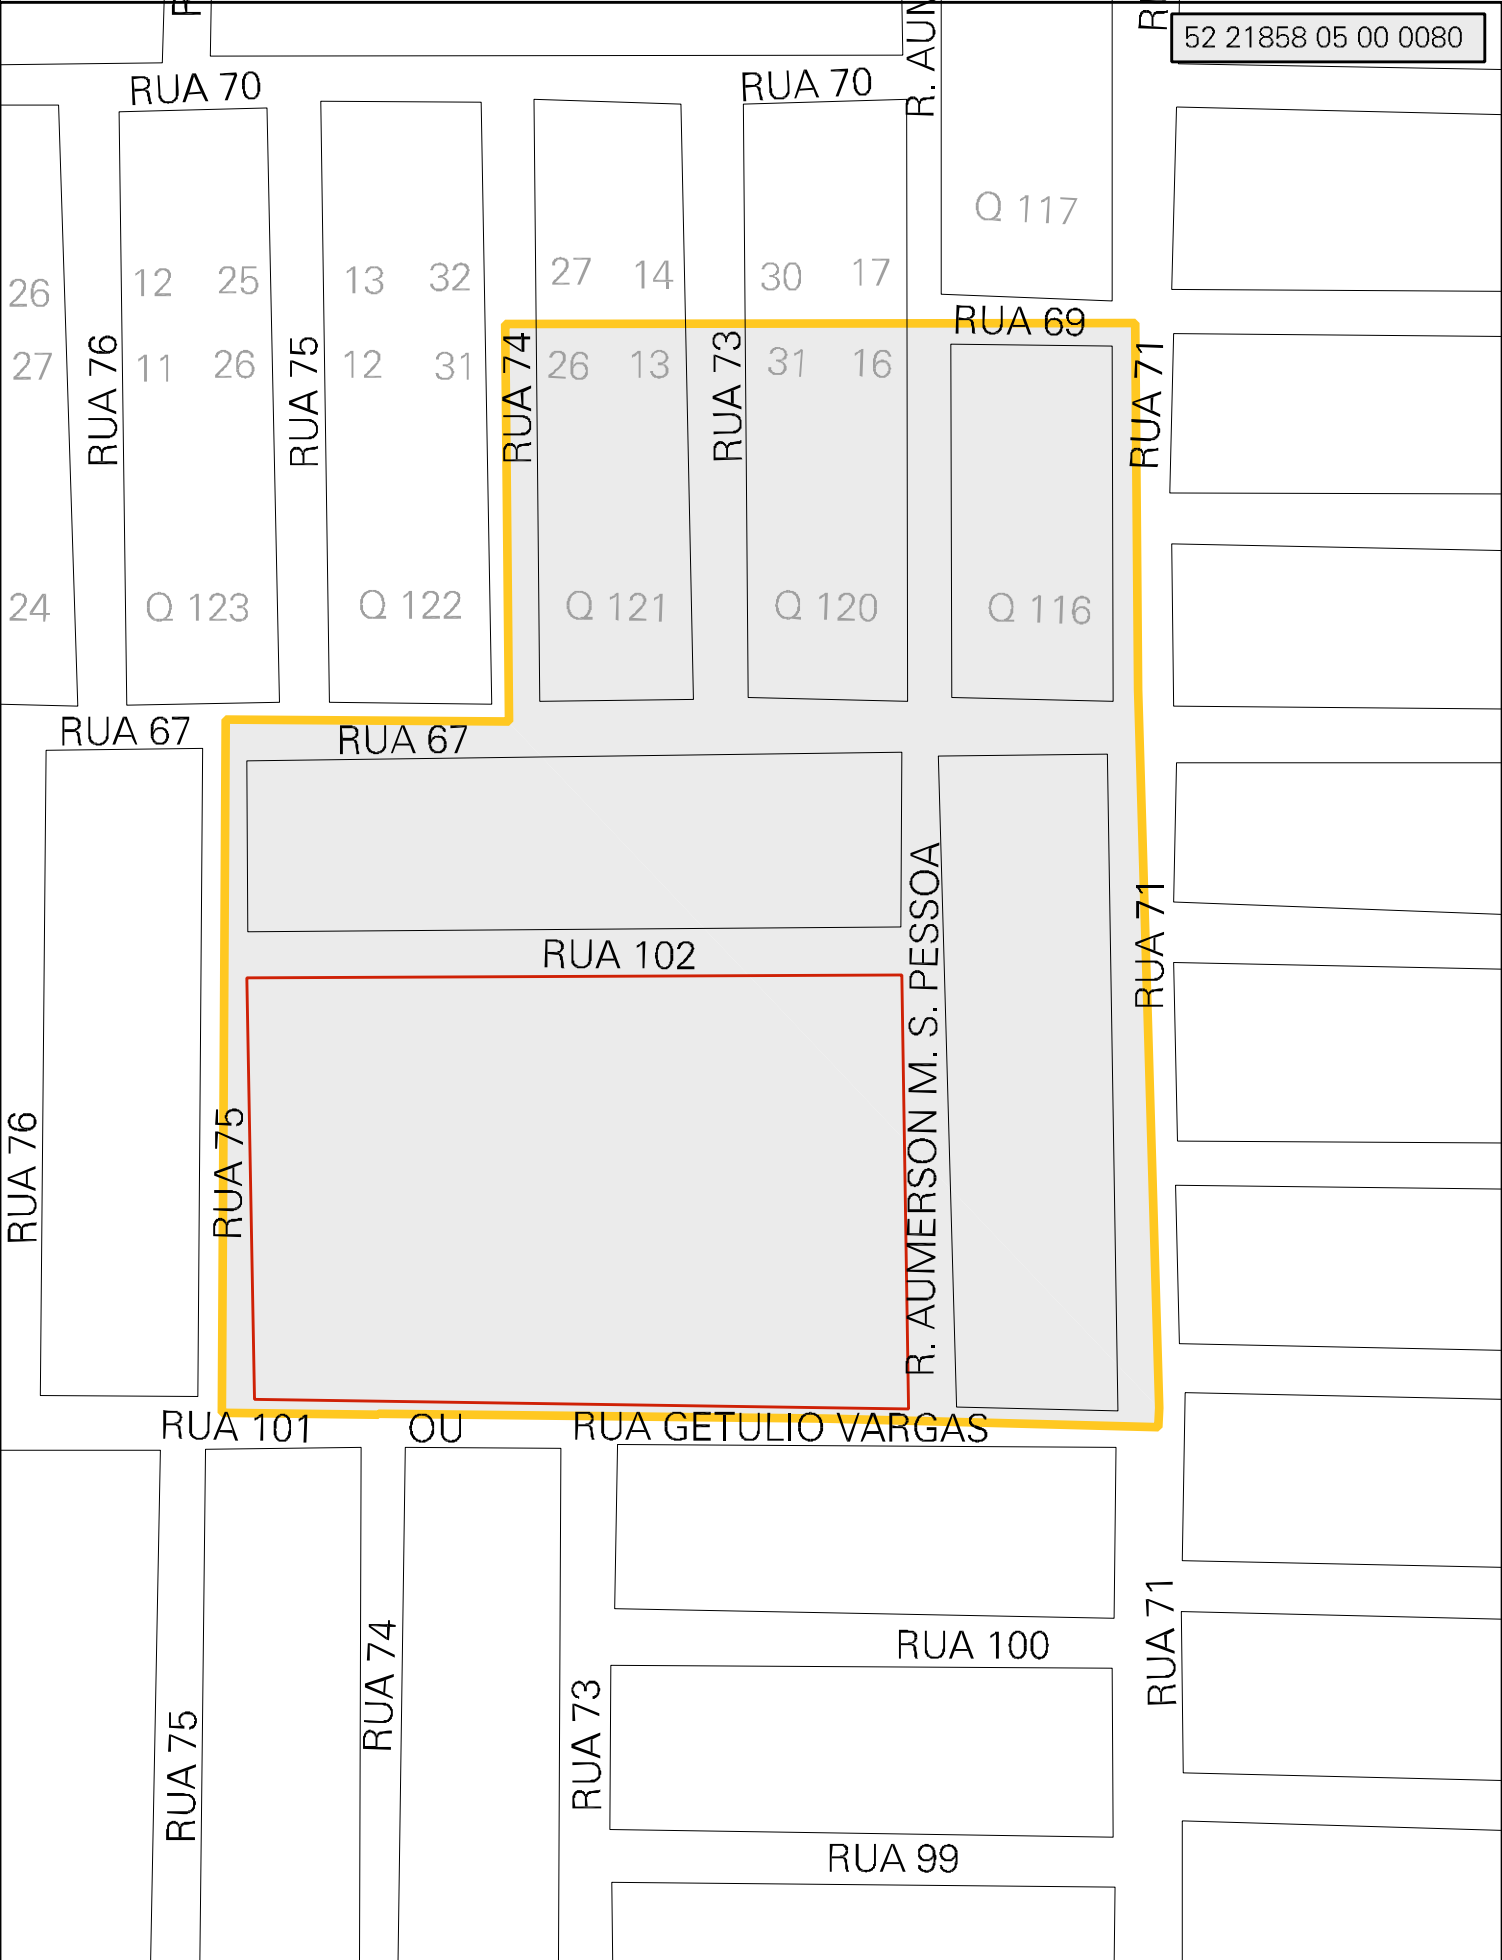 52 21858 05 00 0080
R. AUM
RUA 70
RUA 70
Q 117
12 25
13 32
27 14
30 17
26
RUA 69
27
11 26
12 31
26 13
31 16
RUA 76
RUA 75
RUA 74
RUA 73
RUA 71
24
Q 123
Q 122
Q 121
Q 120
Q 116
RUA 67
RUA 67
RUA 102
R. AUMERSON M. S. PESSOA
RUA 71
RUA 76
RUA 75
RUA 101 OU RUA GETULIO VARGAS
RUA 100
RUA 74
RUA 71
RUA 75
RUA 73
RUA 99